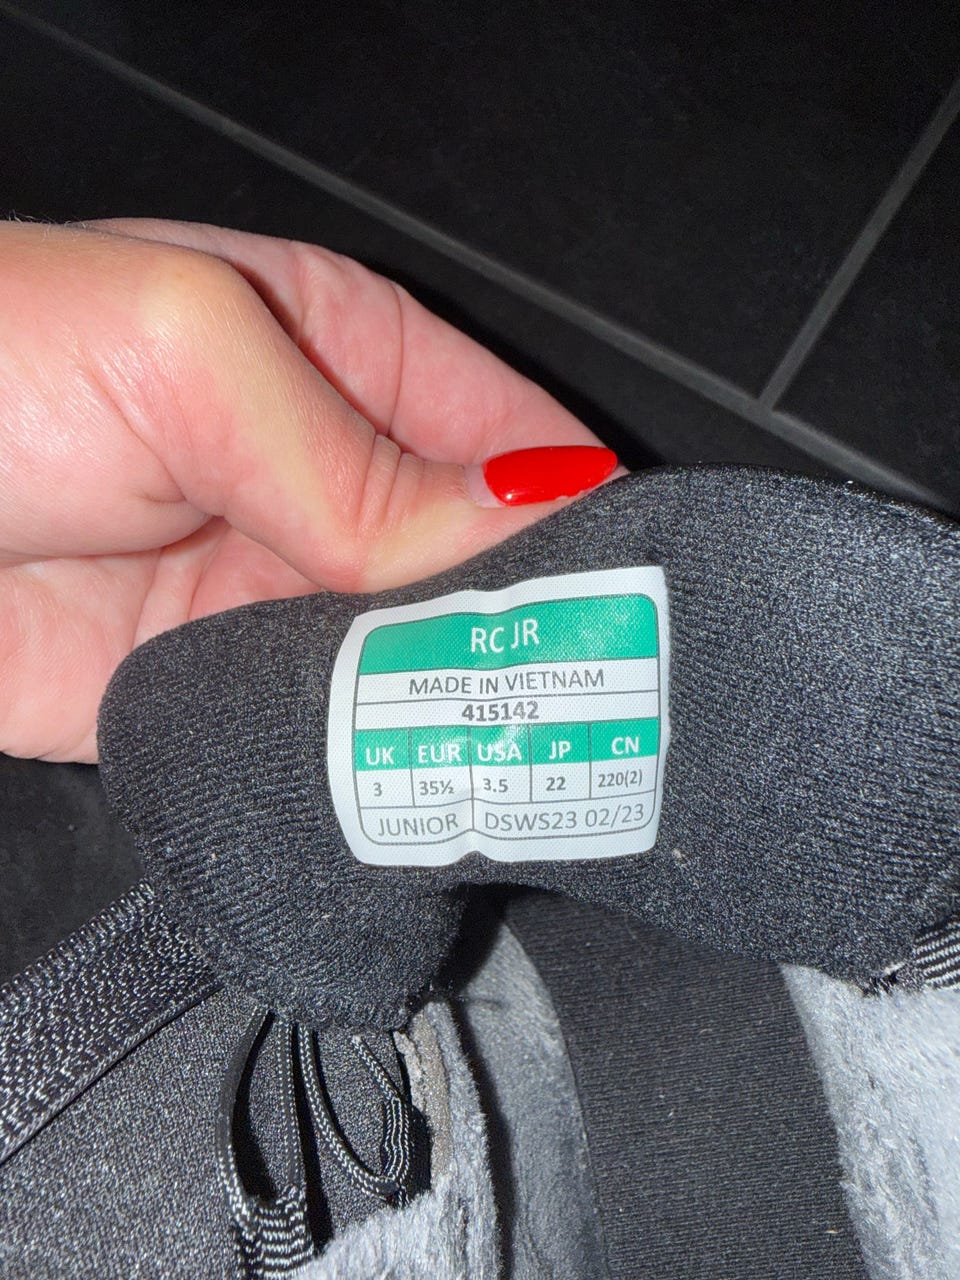 RC JR
MADE IN VIETNAM
415142
UK EUR USA JP CN
3 35½ 3.5 22 220(2)
JUNIOR DSWS23 02/23